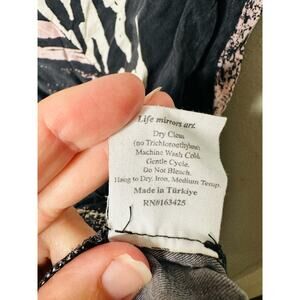 Life mirrors art.
Dry Clean
(no Trichloroethylene)
Machine Wash Cold.
Gentle Cycle.
Do Not Bleach.
Hang to Dry. Iron, Medium Temp.
Made in Türkiye
RN#163425